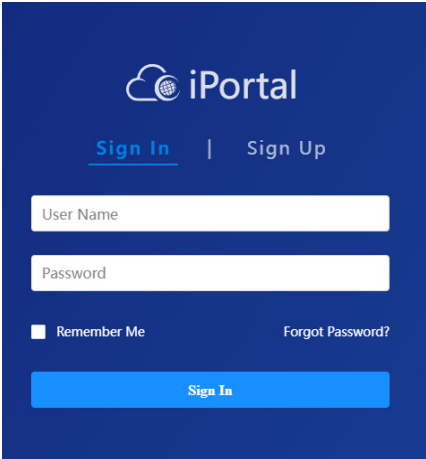 iPortal
Sign In | Sign Up
User Name
Password
Remember Me Forgot Password?
Sign In